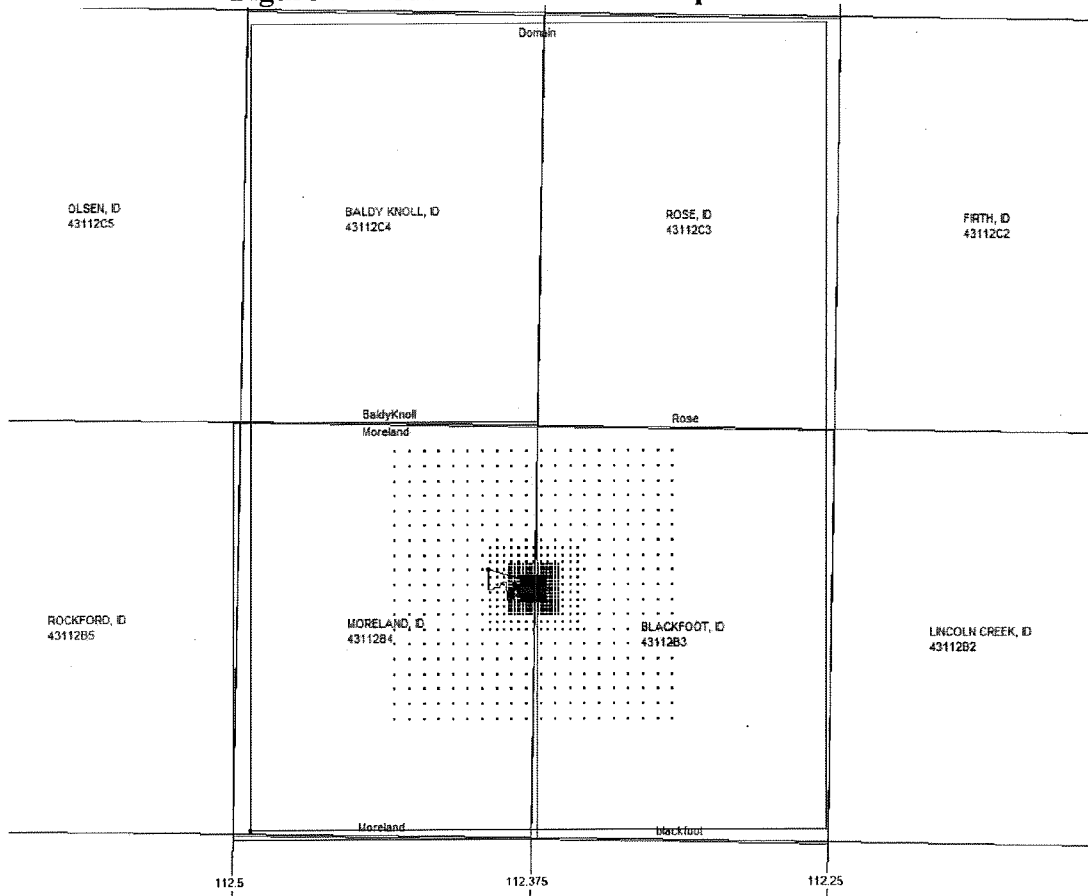 Domain
OLSEN, ID
43112C5
BALDY KNOLL, ID
43112C4
ROSE, ID
43112C3
FIRTH, ID
43112C2
BaldyKnoll
Rose
Moreland
ROCKFORD, ID
43112B5
MORELAND, ID
43112B4
BLACKFOOT, ID
43112B3
LINCOLN CREEK, ID
43112B2
Moreland
blackfoot
112.5
112.375
112.25